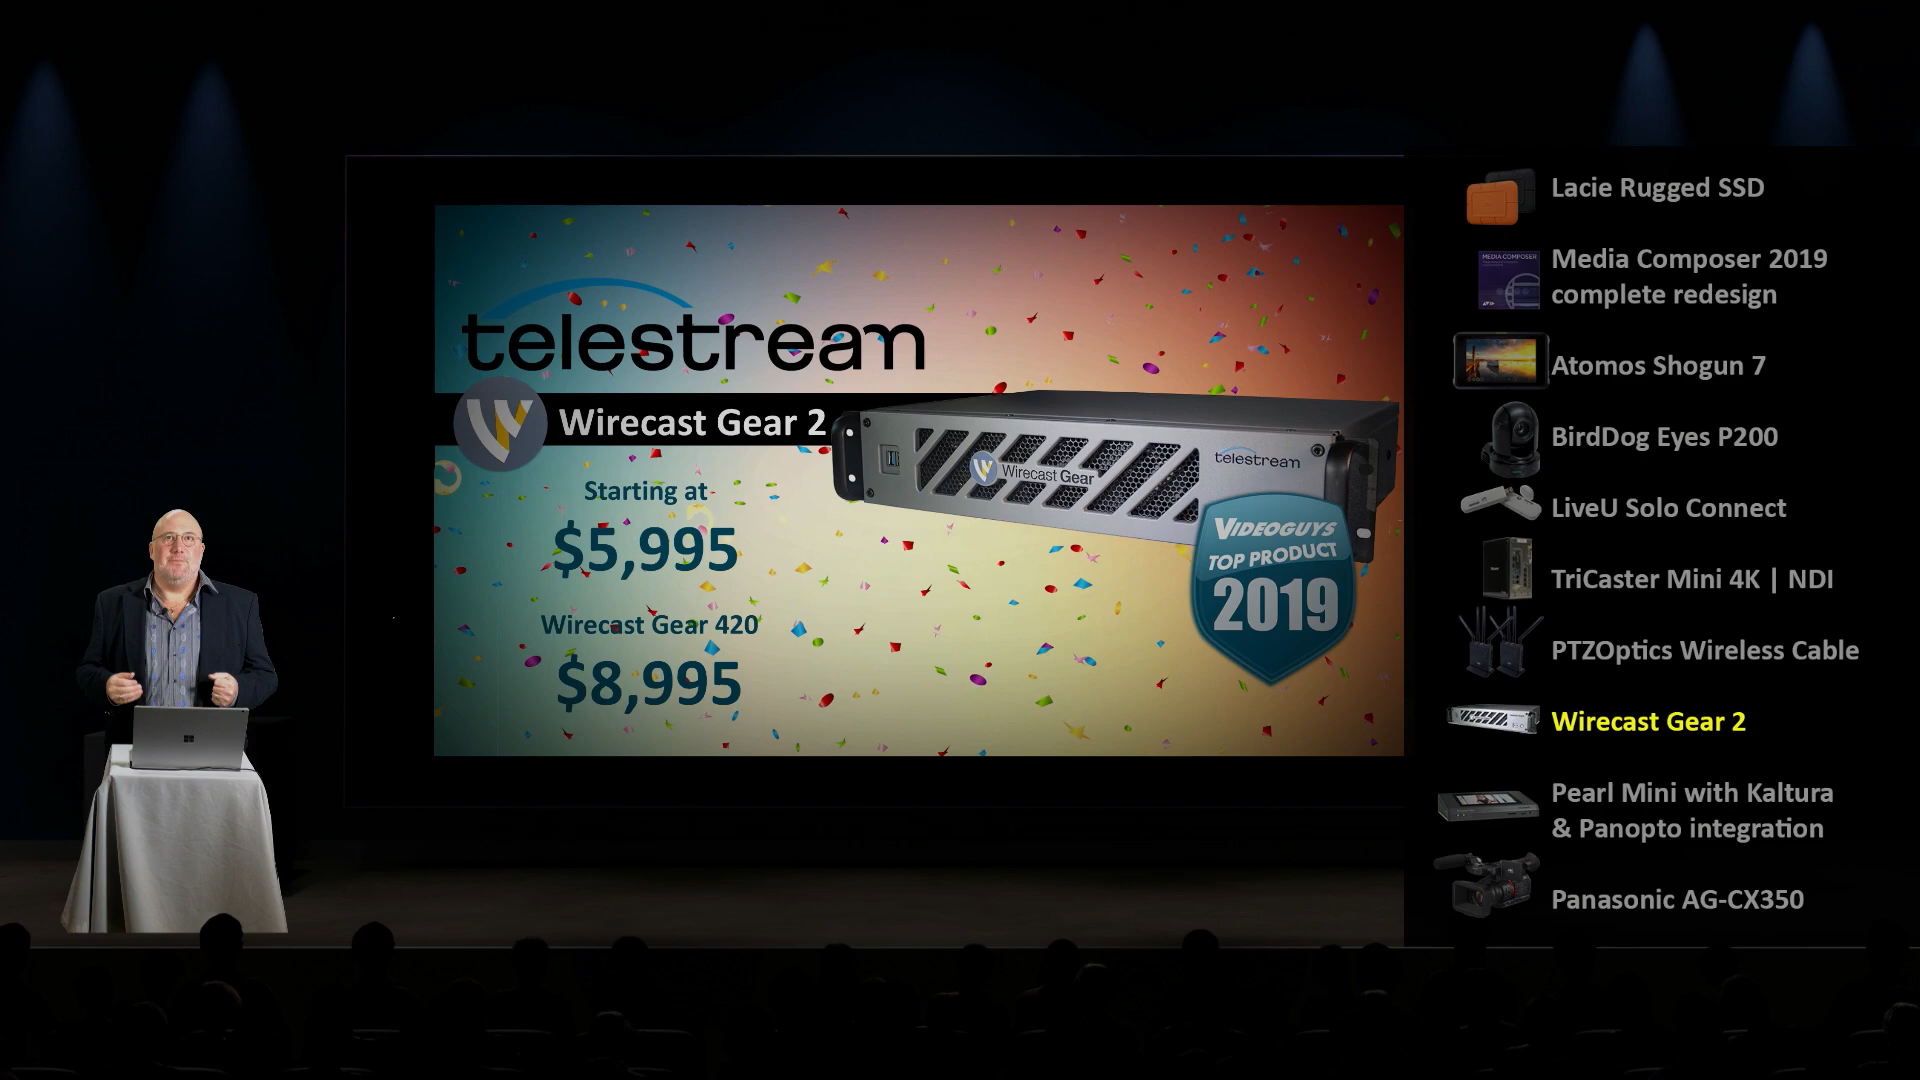 telestream
Wirecast Gear 2
Starting at
$5,995
Wirecast Gear 420
$8,995
Wirecast Gear
telestream
VIDEOGUYS
TOP PRODUCT
2019
Lacie Rugged SSD
MEDIA COMPOSER
Media Composer 2019
complete redesign
Atomos Shogun 7
BirdDog Eyes P200
LiveU Solo Connect
TriCaster Mini 4K | NDI
PTZOptics Wireless Cable
Wirecast Gear 2
Pearl Mini with Kaltura
& Panopto integration
Panasonic AG-CX350